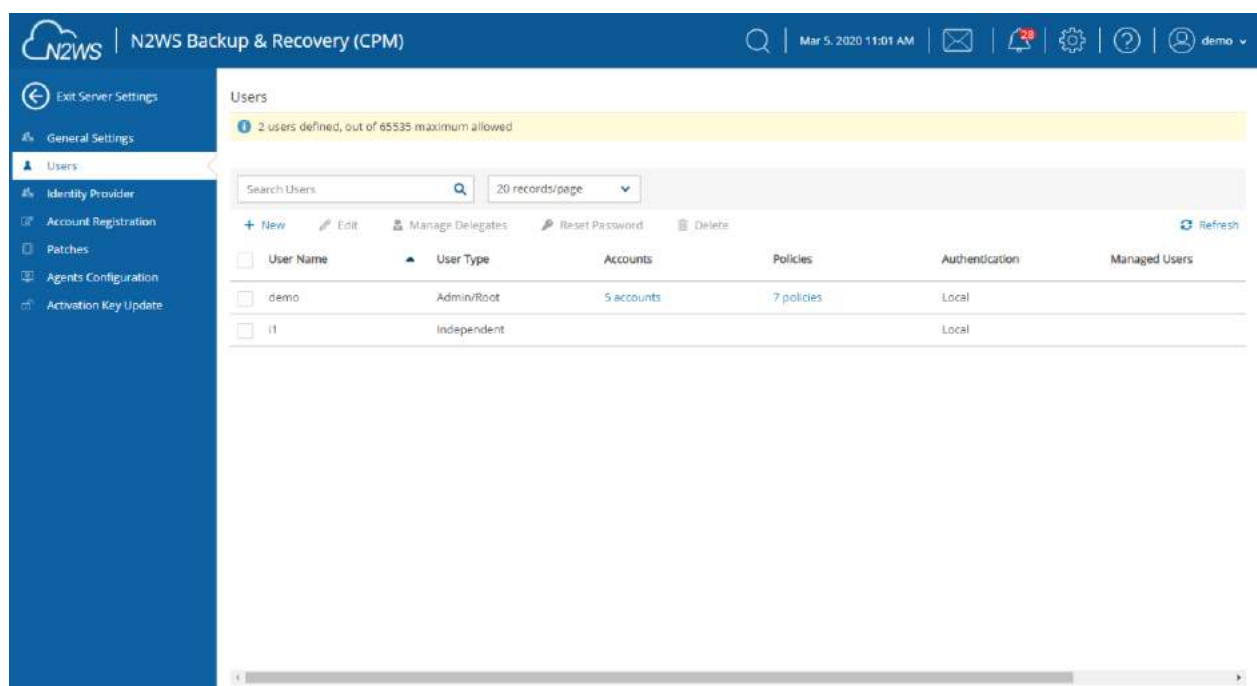 N2WS | N2WS Backup & Recovery (CPM) | Mar 5. 2020 11:01 AM | 28 | demo
Exit Server Settings
General Settings
Users
Identity Provider
Account Registration
Patches
Agents Configuration
Activation Key Update
Users
2 users defined, out of 65535 maximum allowed
Search Users 20 records/page
+ New Edit Manage Delegates Reset Password Delete Refresh
User Name User Type Accounts Policies Authentication Managed Users
demo Admin/Root 5 accounts 7 policies Local
i1 Independent Local